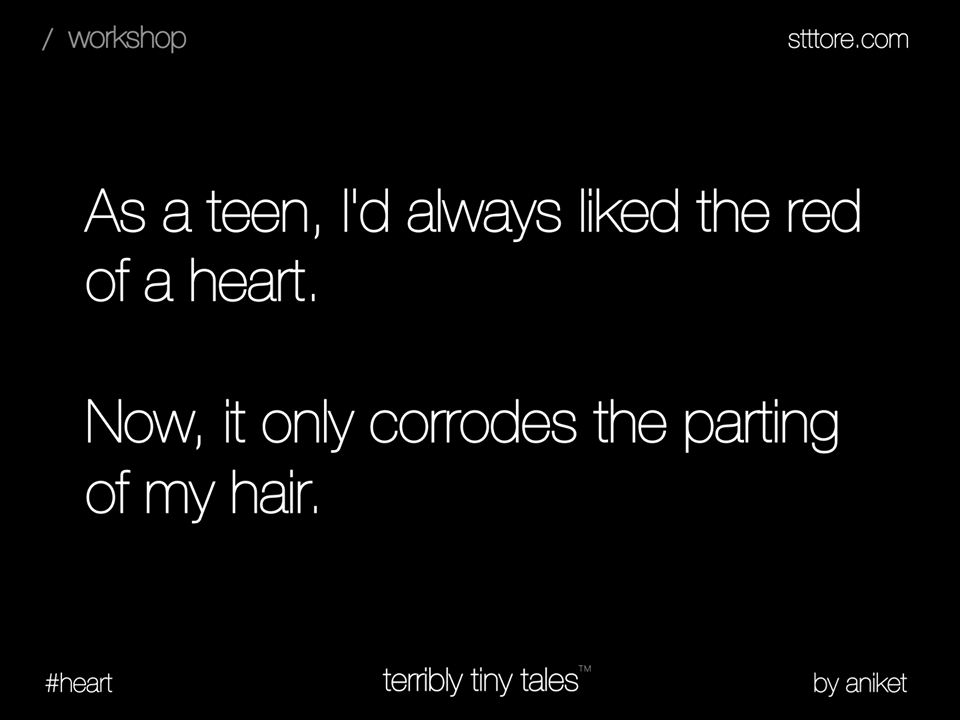 / workshop
stttore.com
As a teen, I'd always liked the red
of a heart.
Now, it only corrodes the parting
of my hair.
#heart
terribly tiny tales™
by aniket